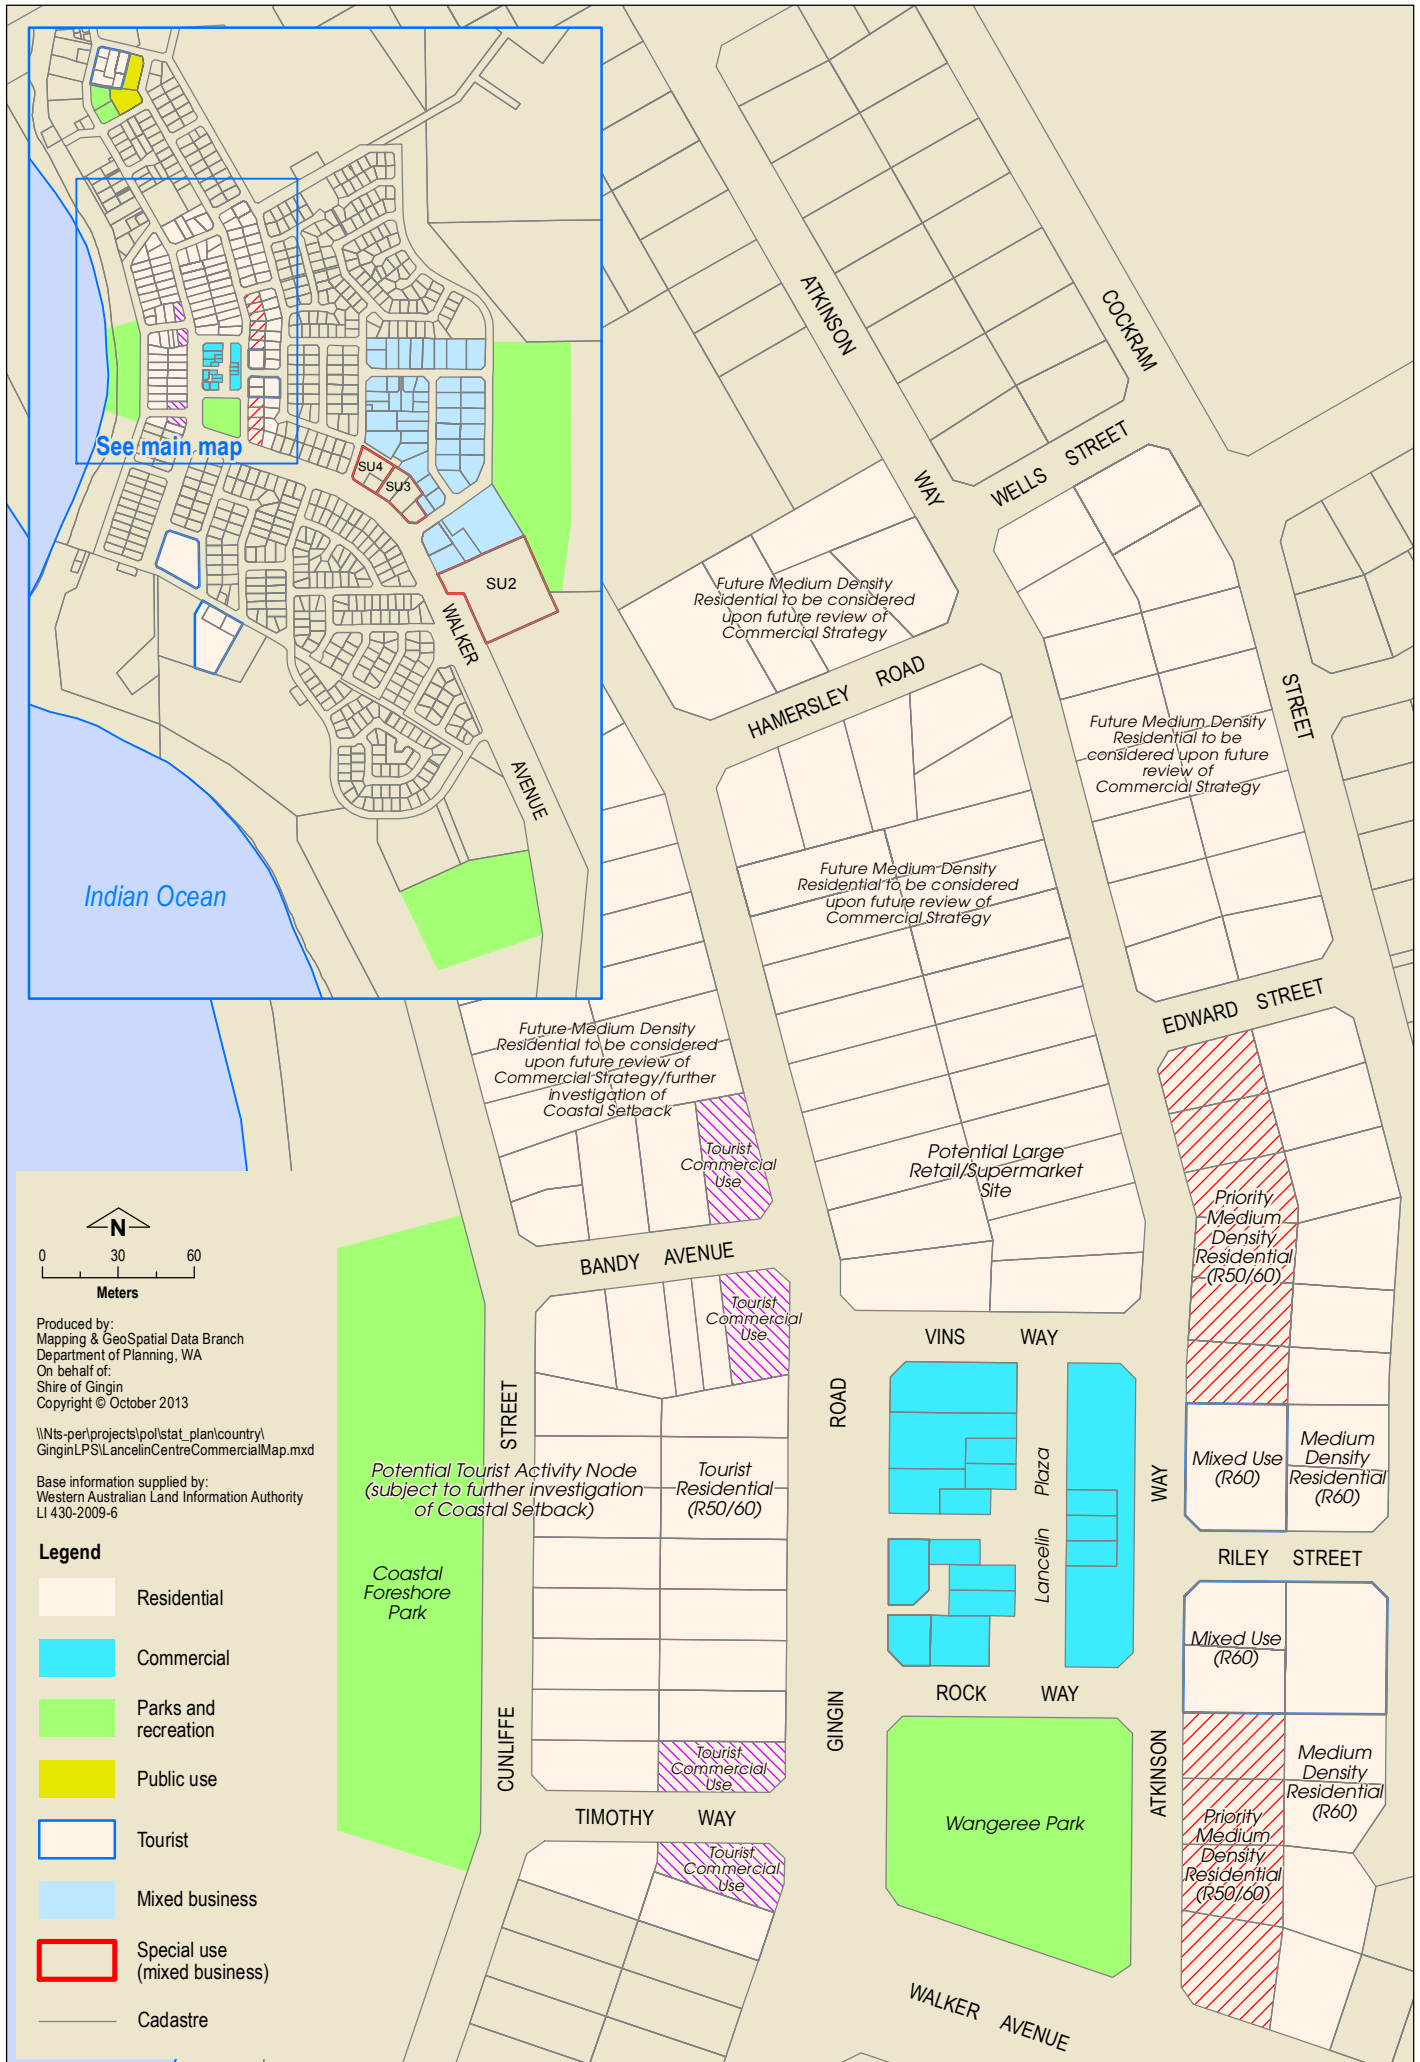 See main map
SU4
SU3
SU2
WALKER
AVENUE
Indian Ocean
ATKINSON
WAY
COCKRAM
STREET
WELLS STREET
Future Medium Density
Residential to be considered
upon future review of
Commercial Strategy
HAMERSLEY ROAD
Future Medium Density
Residential to be
considered upon future
review of
Commercial Strategy
Future Medium Density
Residential to be considered
upon future review of
Commercial Strategy
EDWARD STREET
Future Medium Density
Residential to be considered
upon future review of
Commercial Strategy/further
investigation of
Coastal Setback
Tourist
Commercial
Use
Potential Large
Retail/Supermarket
Site
Priority
Medium
Density
Residential
(R50/60)
BANDY AVENUE
Tourist
Commercial
Use
VINS WAY
STREET
ROAD
Potential Tourist Activity Node
(subject to further investigation
of Coastal Setback)
Tourist
Residential
(R50/60)
Plaza
Lancelin
WAY
Mixed Use
(R60)
Medium
Density
Residential
(R60)
RILEY STREET
Coastal
Foreshore
Park
Mixed Use
(R60)
ROCK WAY
CUNLIFFE
GINGIN
ATKINSON
Tourist
Commercial
Use
Medium
Density
Residential
(R60)
TIMOTHY WAY
Wangeree Park
Priority
Medium
Density
Residential
(R50/60)
Tourist
Commercial
Use
WALKER AVENUE
N
0 30 60
Meters
Produced by:
Mapping & GeoSpatial Data Branch
Department of Planning, WA
On behalf of:
Shire of Gingin
Copyright © October 2013
\\Nts-per\projects\pol\stat_plan\country\
GinginLPS\LancelinCentreCommercialMap.mxd
Base information supplied by:
Western Australian Land Information Authority
LI 430-2009-6
Legend
Residential
Commercial
Parks and
recreation
Public use
Tourist
Mixed business
Special use
(mixed business)
Cadastre